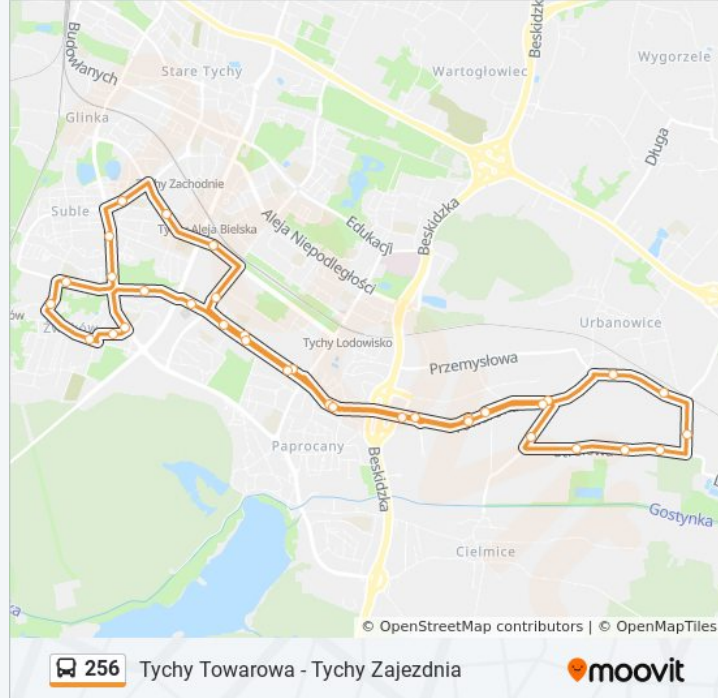 Budowlanych
Stare Tychy
Wartogłowiec
Beskidzka
Wygorzele
Glinka
Długa
Tychy Zachodnie
Suble
Tychy Aleja Bielska
Aleja Niepodległości
Edukacji
Beskidzka
Urbanowice
Tychy Lodowisko
Przemysłowa
Paprocany
Beskidzka
Gostynka
Cielmice
© OpenStreetMap contributors | © OpenMapTiles
256 Tychy Towarowa - Tychy Zajezdnia
moovit